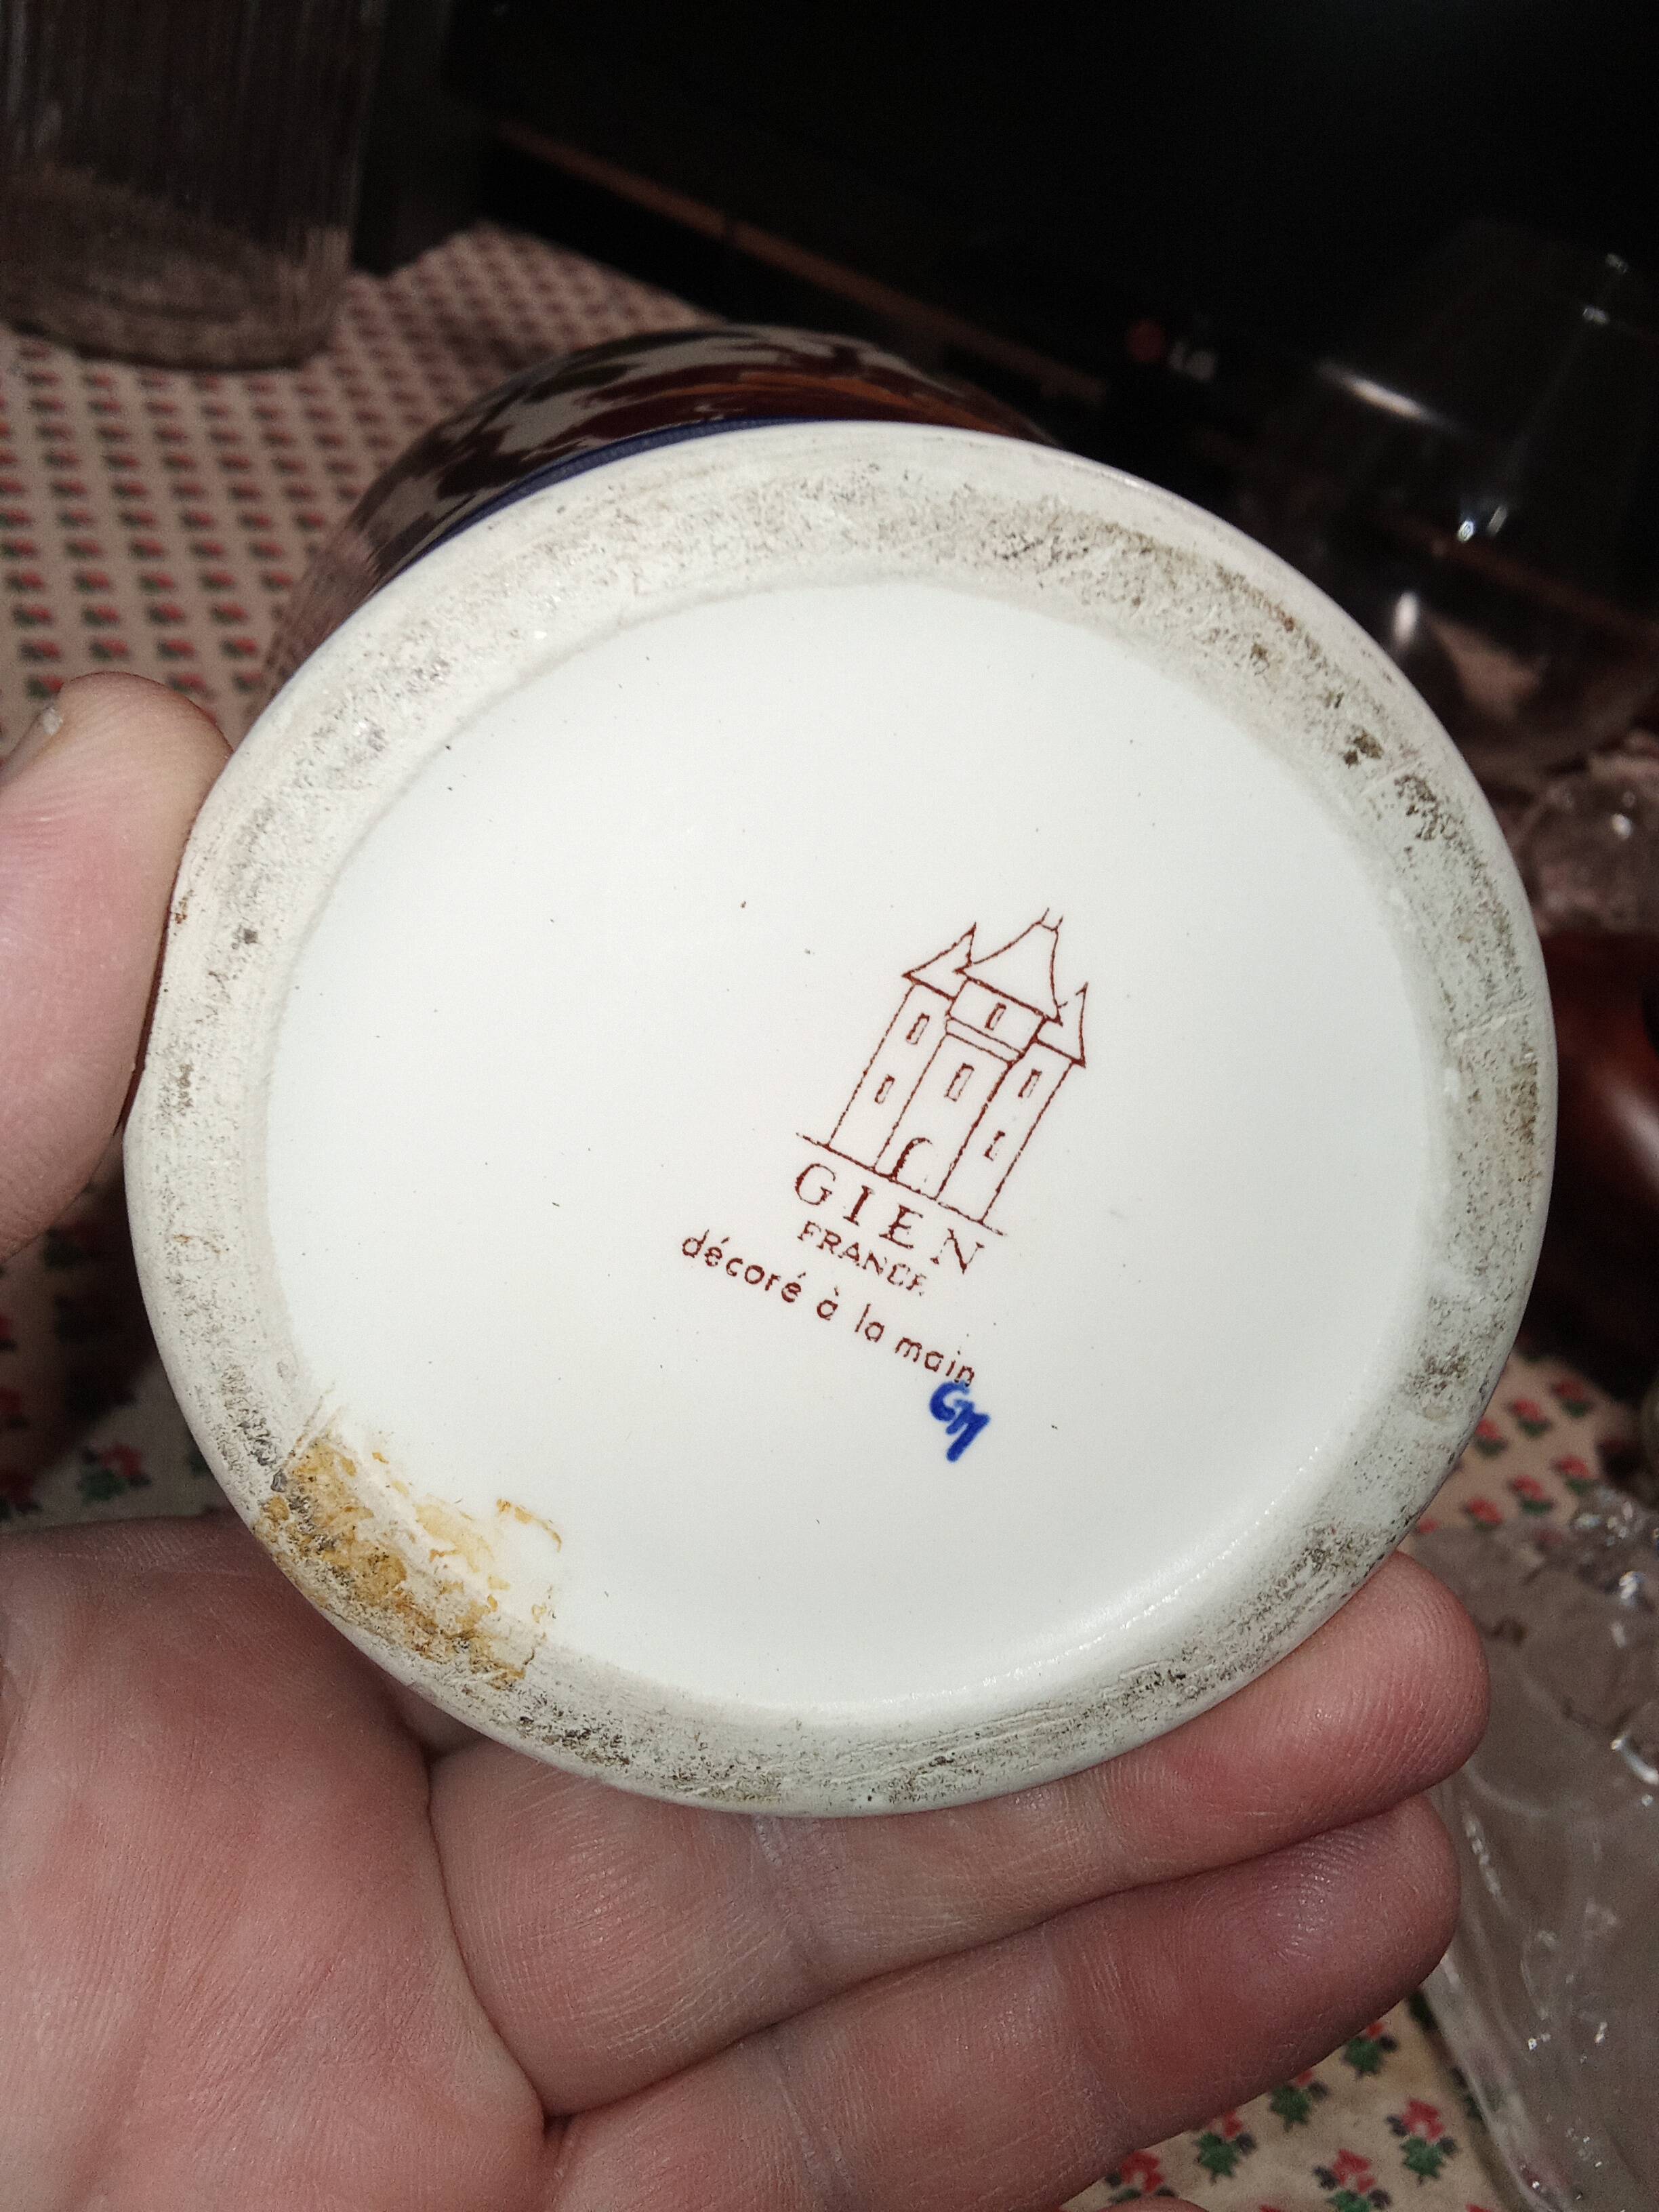 GIEN
FRANCE
décoré à la main
GM